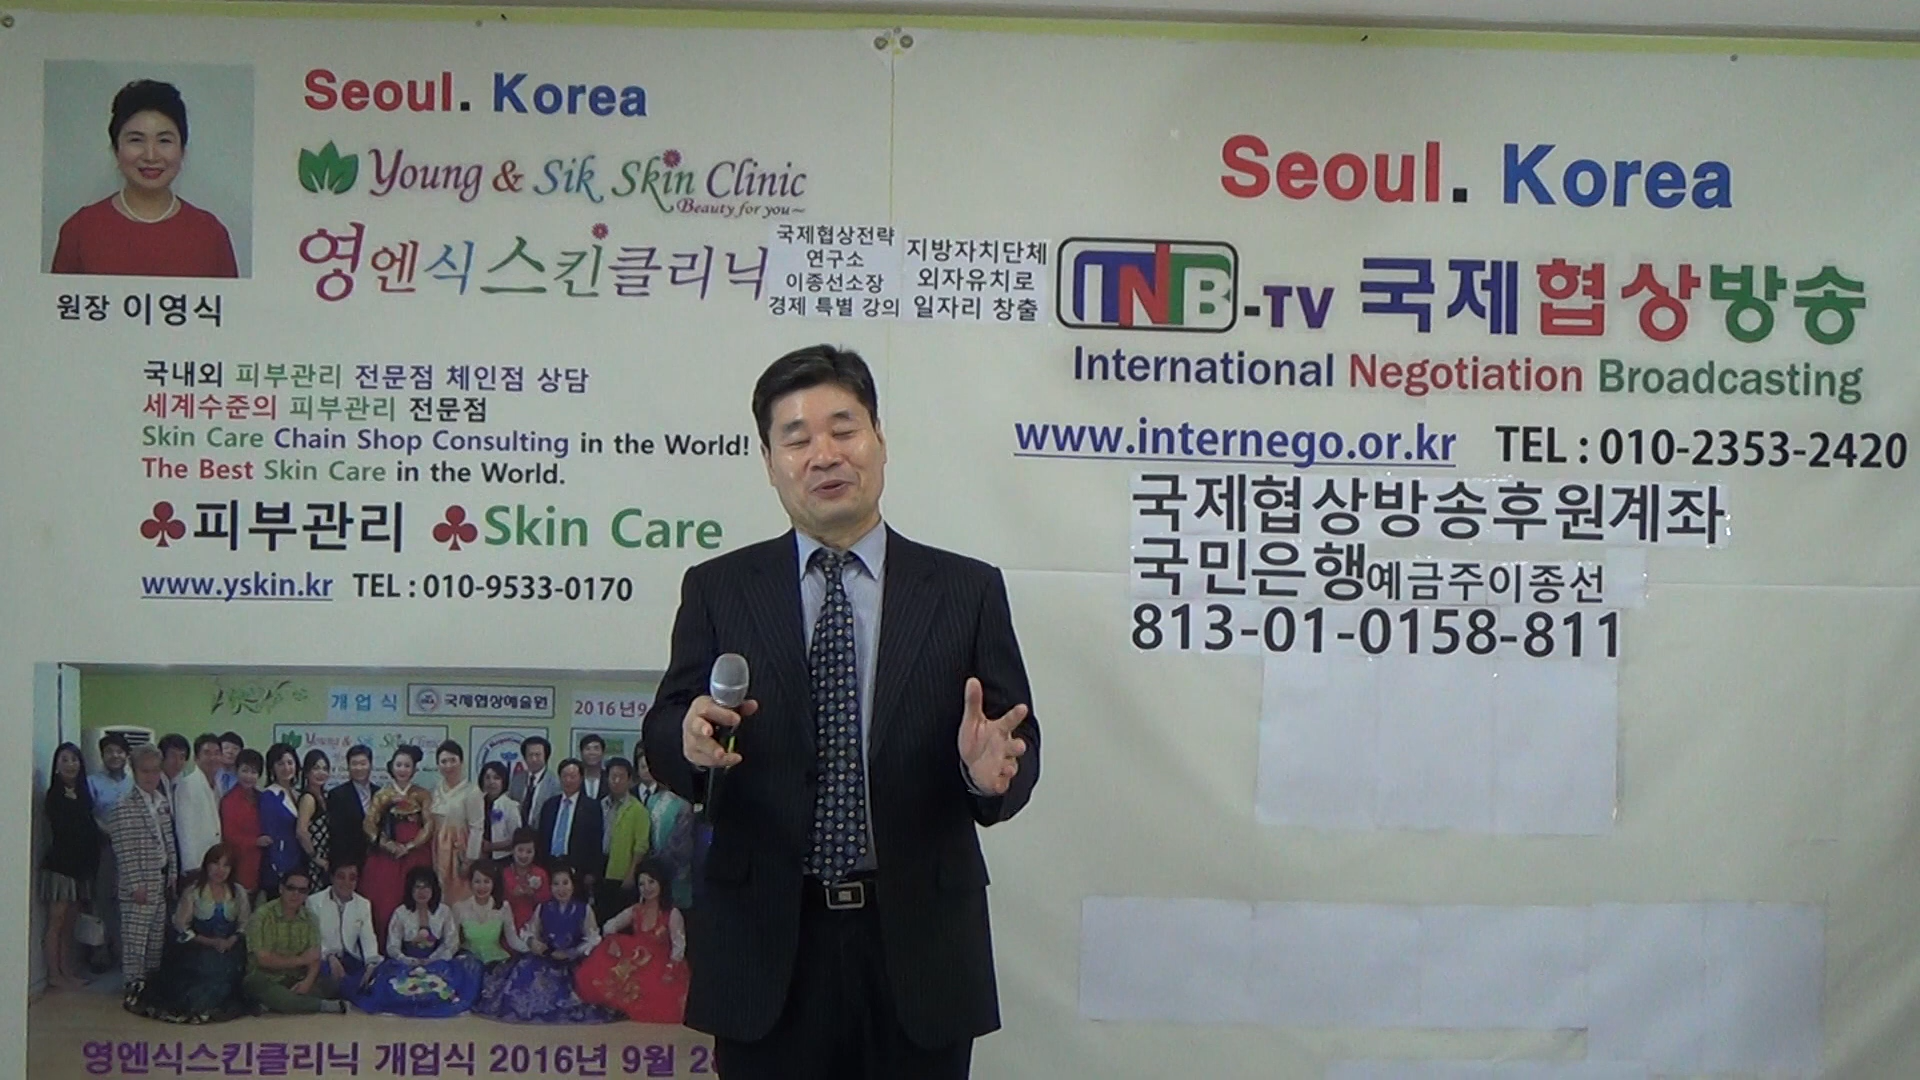 Seoul. Korea
Young & Sik Skin Clinic
Beauty for you~
영엔식스킨클리닉
원장 이영식
국내외 피부관리 전문점 체인점 상담
세계수준의 피부관리 전문점
Skin Care Chain Shop Consulting in the World!
The Best Skin Care in the World.
♣피부관리 ♣Skin Care
www.yskin.kr TEL : 010-9533-0170
개업식 국제협상예술원 2016년9
Young & Sik Skin Clinic
영엔식스킨클리닉 개업식 2016년 9월 28
국제협상전략
연구소
이종선소장
경제 특별 강의
지방자치단체
외자유치로
일자리 창출
Seoul. Korea
INB-TV 국제협상방송
International Negotiation Broadcasting
www.internego.or.kr TEL : 010-2353-2420
국제협상방송후원계좌
국민은행예금주이종선
813-01-0158-811